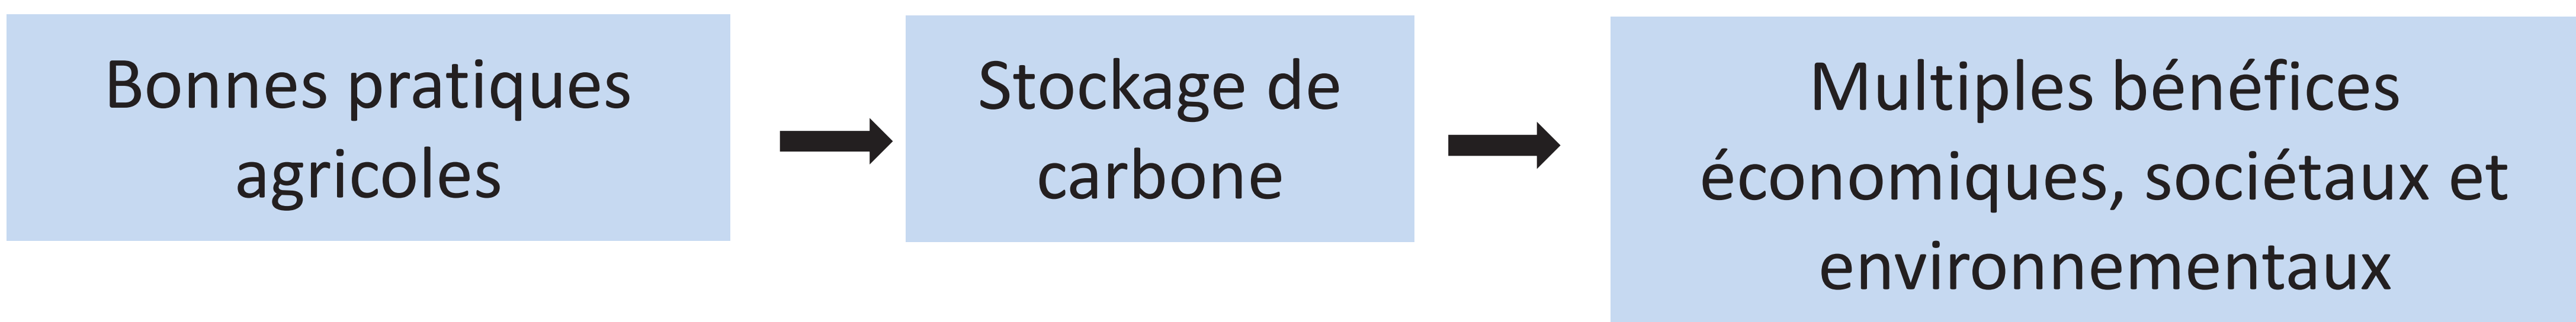 Bonnes pratiques
agricoles
Stockage de
carbone
Multiples bénéfices
économiques, sociétaux et
environnementaux